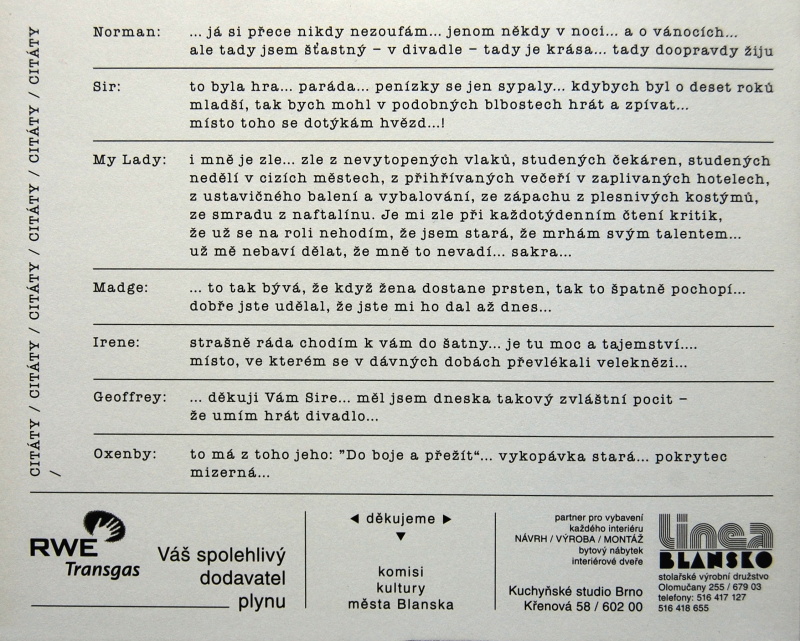 CITÁTY / CITÁTY / CITÁTY / CITÁTY / CITÁTY / CITÁTY / CITÁTY /
Norman: ... já si přece nikdy nezoufám... jenom někdy v noci... a o vánocích...
ale tady jsem šťastný – v divadle – tady je krása... tady doopravdy žiju
Sir: to byla hra... paráda... penízky se jen sypaly... kdybych byl o deset roků
mladší, tak bych mohl v podobných blbostech hrát a zpívat...
místo toho se dotýkám hvězd...!
My Lady: i mně je zle... zle z nevytopených vlaků, studených čekáren, studených
nedělí v cizích městech, z přihřívaných večeří v zaplivaných hotelech,
z ustavičného balení a vybalování, ze zápachu z plesnivých kostýmů,
ze smradu z naftalínu. Je mi zle při každotýdenním čtení kritik,
že už se na roli nehodím, že jsem stará, že mrhám svým talentem...
už mě nebaví dělat, že mně to nevadí... sakra...
Madge: ... to tak bývá, že když žena dostane prsten, tak to špatně pochopí...
dobře jste udělal, že jste mi ho dal až dnes...
Irene: strašně ráda chodím k vám do šatny... je tu moc a tajemství....
místo, ve kterém se v dávných dobách převlékali veleknězi...
Geoffrey: ... děkuji Vám Sire... měl jsem dneska takový zvláštní pocit –
že umím hrát divadlo...
Oxenby: to má z toho jeho: ”Do boje a přežít“... vykopávka stará... pokrytec
mizerná...
RWE
Transgas
Váš spolehlivý
dodavatel
plynu
◄ děkujeme ►
▼
komisi
kultury
města Blanska
partner pro vybavení
každého interiéru
NÁVRH / VÝROBA / MONTÁŽ
bytový nábytek
interiérové dveře
Kuchyňské studio Brno
Křenová 58 / 602 00
linea
BLANSKO
stolařské výrobní družstvo
Olomučany 255 / 679 03
telefony: 516 417 127
516 418 655